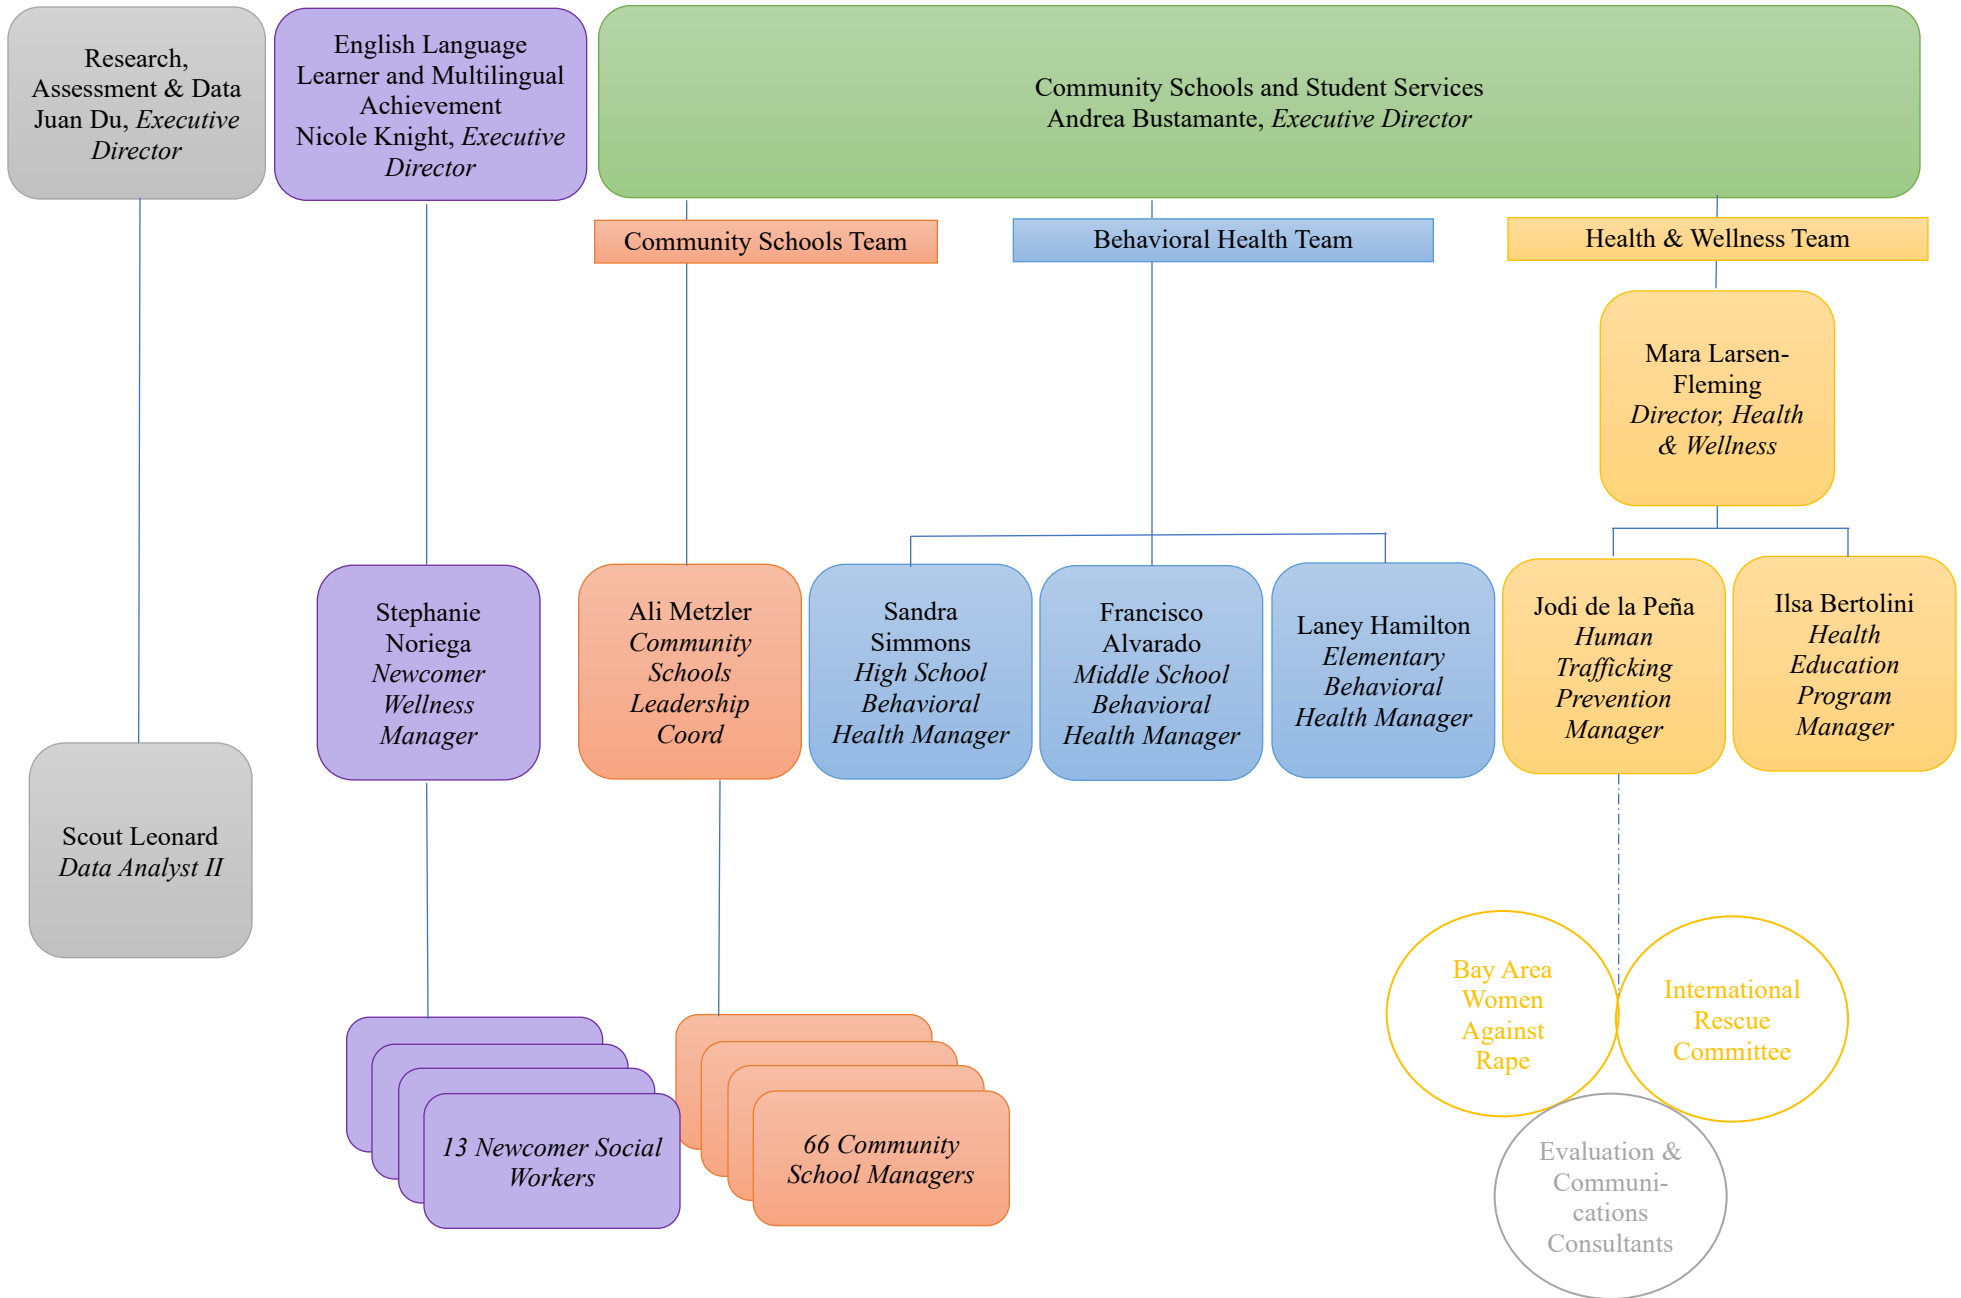 Research,
Assessment & Data
Juan Du, Executive
Director
English Language
Learner and Multilingual
Achievement
Nicole Knight, Executive
Director
Community Schools and Student Services
Andrea Bustamante, Executive Director
Community Schools Team
Behavioral Health Team
Health & Wellness Team
Mara Larsen-
Fleming
Director, Health
& Wellness
Stephanie
Noriega
Newcomer
Wellness
Manager
Ali Metzler
Community
Schools
Leadership
Coord
Sandra
Simmons
High School
Behavioral
Health Manager
Francisco
Alvarado
Middle School
Behavioral
Health Manager
Laney Hamilton
Elementary
Behavioral
Health Manager
Jodi de la Peña
Human
Trafficking
Prevention
Manager
Ilsa Bertolini
Health
Education
Program
Manager
Scout Leonard
Data Analyst II
Bay Area
Women
Against
Rape
International
Rescue
Committee
13 Newcomer Social
Workers
66 Community
School Managers
Evaluation &
Communi-
cations
Consultants